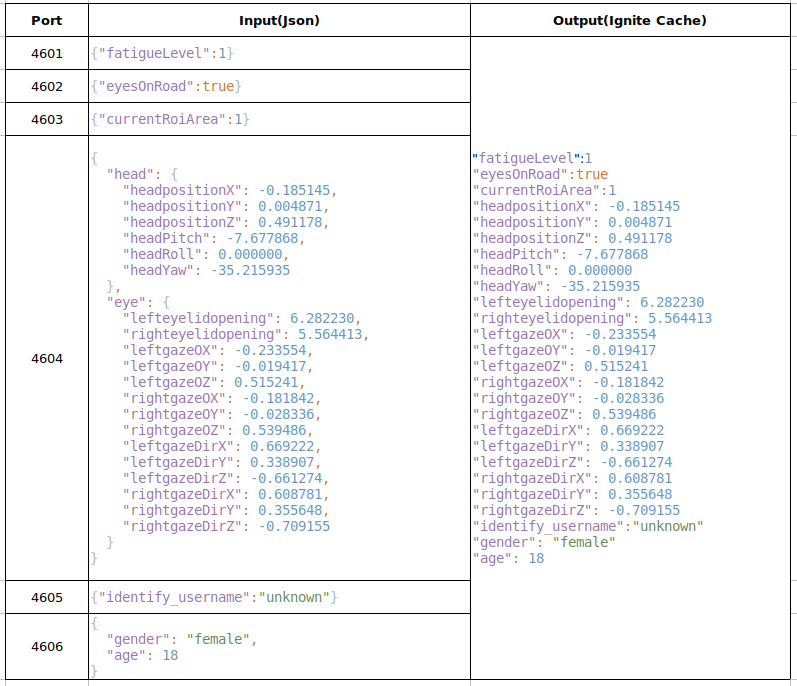 Port Input(Json) Output(Ignite Cache)
4601 {"fatigueLevel":1}
4602 {"eyesOnRoad":true}
4603 {"currentRoiArea":1}
4604
{
"head": {
"headpositionX": -0.185145,
"headpositionY": 0.004871,
"headpositionZ": 0.491178,
"headPitch": -7.677868,
"headRoll": 0.000000,
"headYaw": -35.215935
},
"eye": {
"lefteyelidopening": 6.282230,
"righteyelidopening": 5.564413,
"leftgazeOX": -0.233554,
"leftgazeOY": -0.019417,
"leftgazeOZ": 0.515241,
"rightgazeOX": -0.181842,
"rightgazeOY": -0.028336,
"rightgazeOZ": 0.539486,
"leftgazeDirX": 0.669222,
"leftgazeDirY": 0.338907,
"leftgazeDirZ": -0.661274,
"rightgazeDirX": 0.608781,
"rightgazeDirY": 0.355648,
"rightgazeDirZ": -0.709155
}
}
4605 {"identify_username":"unknown"}
4606
{
"gender": "female",
"age": 18
}
"fatigueLevel":1
"eyesOnRoad":true
"currentRoiArea":1
"headpositionX": -0.185145
"headpositionY": 0.004871
"headpositionZ": 0.491178
"headPitch": -7.677868
"headRoll": 0.000000
"headYaw": -35.215935
"lefteyelidopening": 6.282230
"righteyelidopening": 5.564413
"leftgazeOX": -0.233554
"leftgazeOY": -0.019417
"leftgazeOZ": 0.515241
"rightgazeOX": -0.181842
"rightgazeOY": -0.028336
"rightgazeOZ": 0.539486
"leftgazeDirX": 0.669222
"leftgazeDirY": 0.338907
"leftgazeDirZ": -0.661274
"rightgazeDirX": 0.608781
"rightgazeDirY": 0.355648
"rightgazeDirZ": -0.709155
"identify_username":"unknown"
"gender": "female"
"age": 18